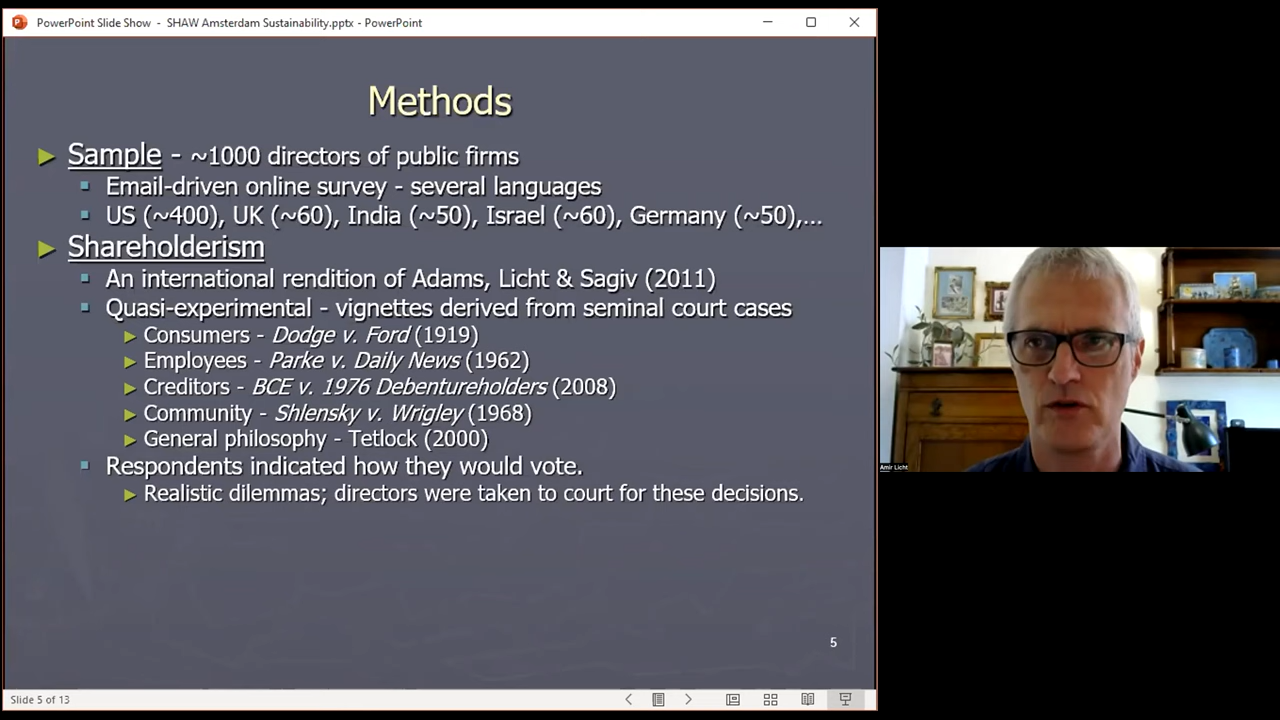 PowerPoint Slide Show - SHAW Amsterdam Sustainability.pptx - PowerPoint
Methods
Sample - ~1000 directors of public firms
Email-driven online survey - several languages
US (~400), UK (~60), India (~50), Israel (~60), Germany (~50),...
Shareholderism
An international rendition of Adams, Licht & Sagiv (2011)
Quasi-experimental - vignettes derived from seminal court cases
Consumers - Dodge v. Ford (1919)
Employees - Parke v. Daily News (1962)
Creditors - BCE v. 1976 Debentureholders (2008)
Community - Shlensky v. Wrigley (1968)
General philosophy - Tetlock (2000)
Respondents indicated how they would vote.
Realistic dilemmas; directors were taken to court for these decisions.
5
Slide 5 of 13
Amir Licht